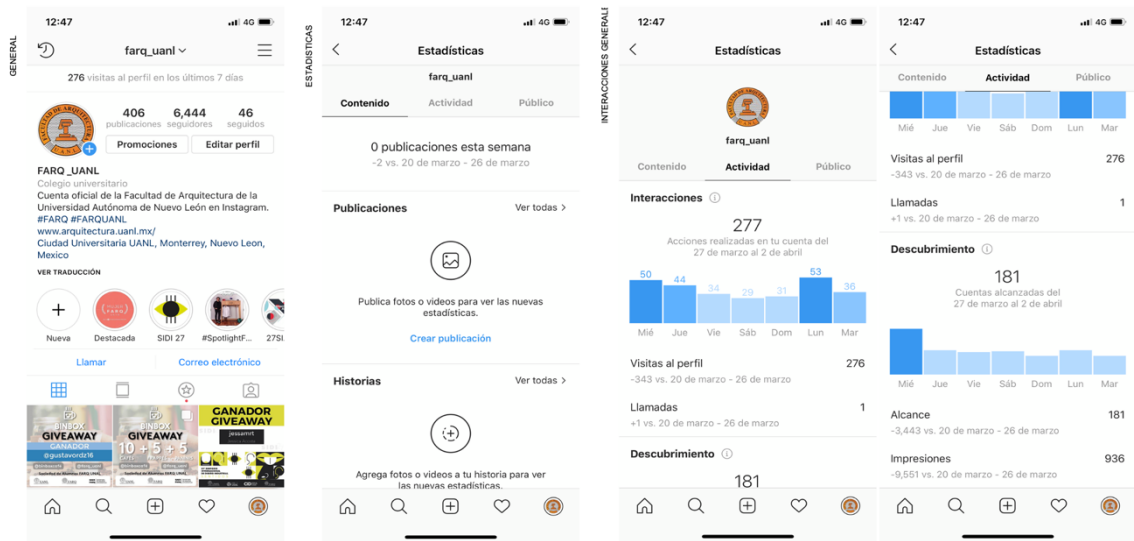 GENERAL
12:47
4G
farq_uanl
276 visitas al perfil en los últimos 7 días
406
6,444
46
publicaciones
seguidores
seguidos
Promociones
Editar perfil
FARQ _UANL
Colegio universitario
Cuenta oficial de la Facultad de Arquitectura de la
Universidad Autónoma de Nuevo León en Instagram.
#FARQ #FARQUANL
www.arquitectura.uanl.mx/
Ciudad Universitaria UANL, Monterrey, Nuevo Leon,
Mexico
VER TRADUCCIÓN
Nueva
Destacada
SIDI 27
#SpotlightF...
27SI.
Llamar
Correo electrónico
BINBOX
GIVEAWAY
GANADOR
@gustavordz16
BINBOX
GIVEAWAY
10 + 5 + 5
GANADOR
GIVEAWAY
jessamrt
ESTADISTICAS
12:47
4G
Estadísticas
farq_uanl
Contenido
Actividad
Público
0 publicaciones esta semana
-2 vs. 20 de marzo - 26 de marzo
Publicaciones
Ver todas >
Publica fotos o videos para ver las nuevas
estadísticas.
Crear publicación
Historias
Ver todas >
Agrega fotos o videos a tu historia para ver
las nuevas estadísticas.
INTERACCIONES GENERALE
12:47
4G
Estadísticas
farq_uanl
Contenido
Actividad
Público
Interacciones
277
Acciones realizadas en tu cuenta del
27 de marzo al 2 de abril
50
44
34
29
31
53
36
Mié
Jue
Vie
Sáb
Dom
Lun
Mar
Visitas al perfil
276
-343 vs. 20 de marzo - 26 de marzo
Llamadas
1
+1 vs. 20 de marzo - 26 de marzo
Descubrimiento
181
12:47
4G
Estadísticas
Contenido
Actividad
Público
Mié
Jue
Vie
Sáb
Dom
Lun
Mar
Visitas al perfil
276
-343 vs. 20 de marzo - 26 de marzo
Llamadas
1
+1 vs. 20 de marzo - 26 de marzo
Descubrimiento
181
Cuentas alcanzadas del
27 de marzo al 2 de abril
Mié
Jue
Vie
Sáb
Dom
Lun
Mar
Alcance
181
-3,443 vs. 20 de marzo - 26 de marzo
Impresiones
936
-9,551 vs. 20 de marzo - 26 de marzo